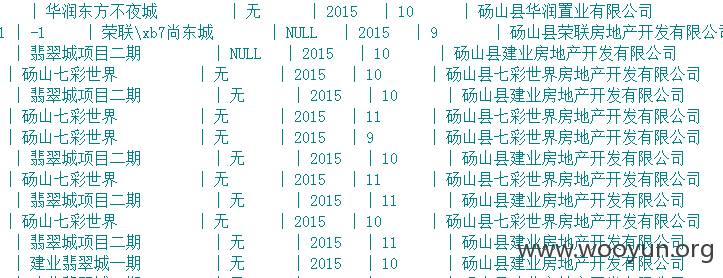 | 华润东方不夜城 | 无 | 2015 | 10 | 砀山县华润置业有限公司
1 | -1 | 荣联\xb7尚东城 | NULL | 2015 | 9 | 砀山县荣联房地产开发有限公司
| 翡翠城项目二期 | NULL | 2015 | 10 | 砀山县建业房地产开发有限公司
| 砀山七彩世界 | 无 | 2015 | 10 | 砀山县七彩世界房地产开发有限公司
| 翡翠城项目二期 | 无 | 2015 | 10 | 砀山县建业房地产开发有限公司
| 砀山七彩世界 | 无 | 2015 | 11 | 砀山县七彩世界房地产开发有限公司
| 砀山七彩世界 | 无 | 2015 | 9 | 砀山县七彩世界房地产开发有限公司
| 翡翠城项目二期 | 无 | 2015 | 10 | 砀山县建业房地产开发有限公司
| 砀山七彩世界 | 无 | 2015 | 11 | 砀山县七彩世界房地产开发有限公司
| 翡翠城项目二期 | 无 | 2015 | 11 | 砀山县建业房地产开发有限公司
| 砀山七彩世界 | 无 | 2015 | 10 | 砀山县七彩世界房地产开发有限公司
| 翡翠城项目二期 | 无 | 2015 | 11 | 砀山县建业房地产开发有限公司
| 建业翡翠城一期 | 无 | 2015 | 10 | 砀山县建业房地产开发有限公司
www.wooyun.org